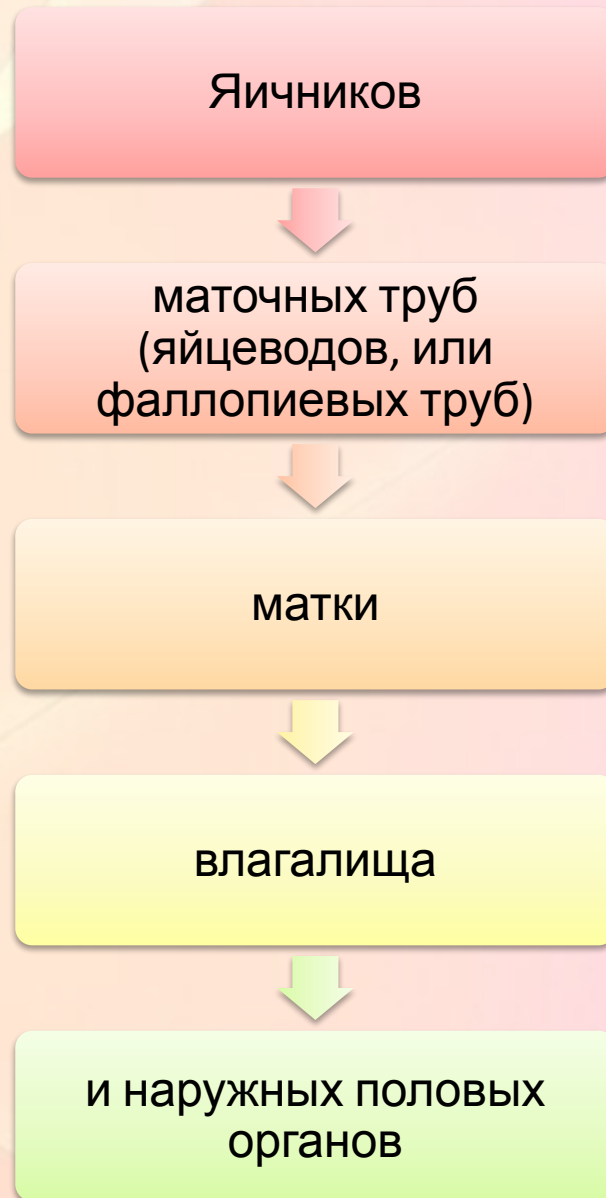 Яичников
маточных труб
(яйцеводов, или
фаллопиевых труб)
матки
влагалища
и наружных половых
органов